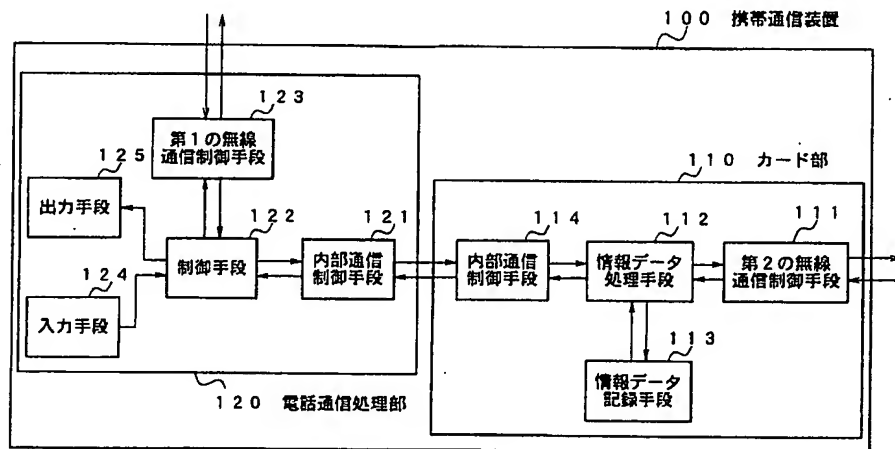 100 携帯通信装置
123
第1の無線
通信制御手段
125
出力手段
110 カード部
122
制御手段
121
内部通信
制御手段
114
内部通信
制御手段
112
情報データ
処理手段
111
第2の無線
通信制御手段
124
入力手段
113
情報データ
記録手段
120 電話通信処理部